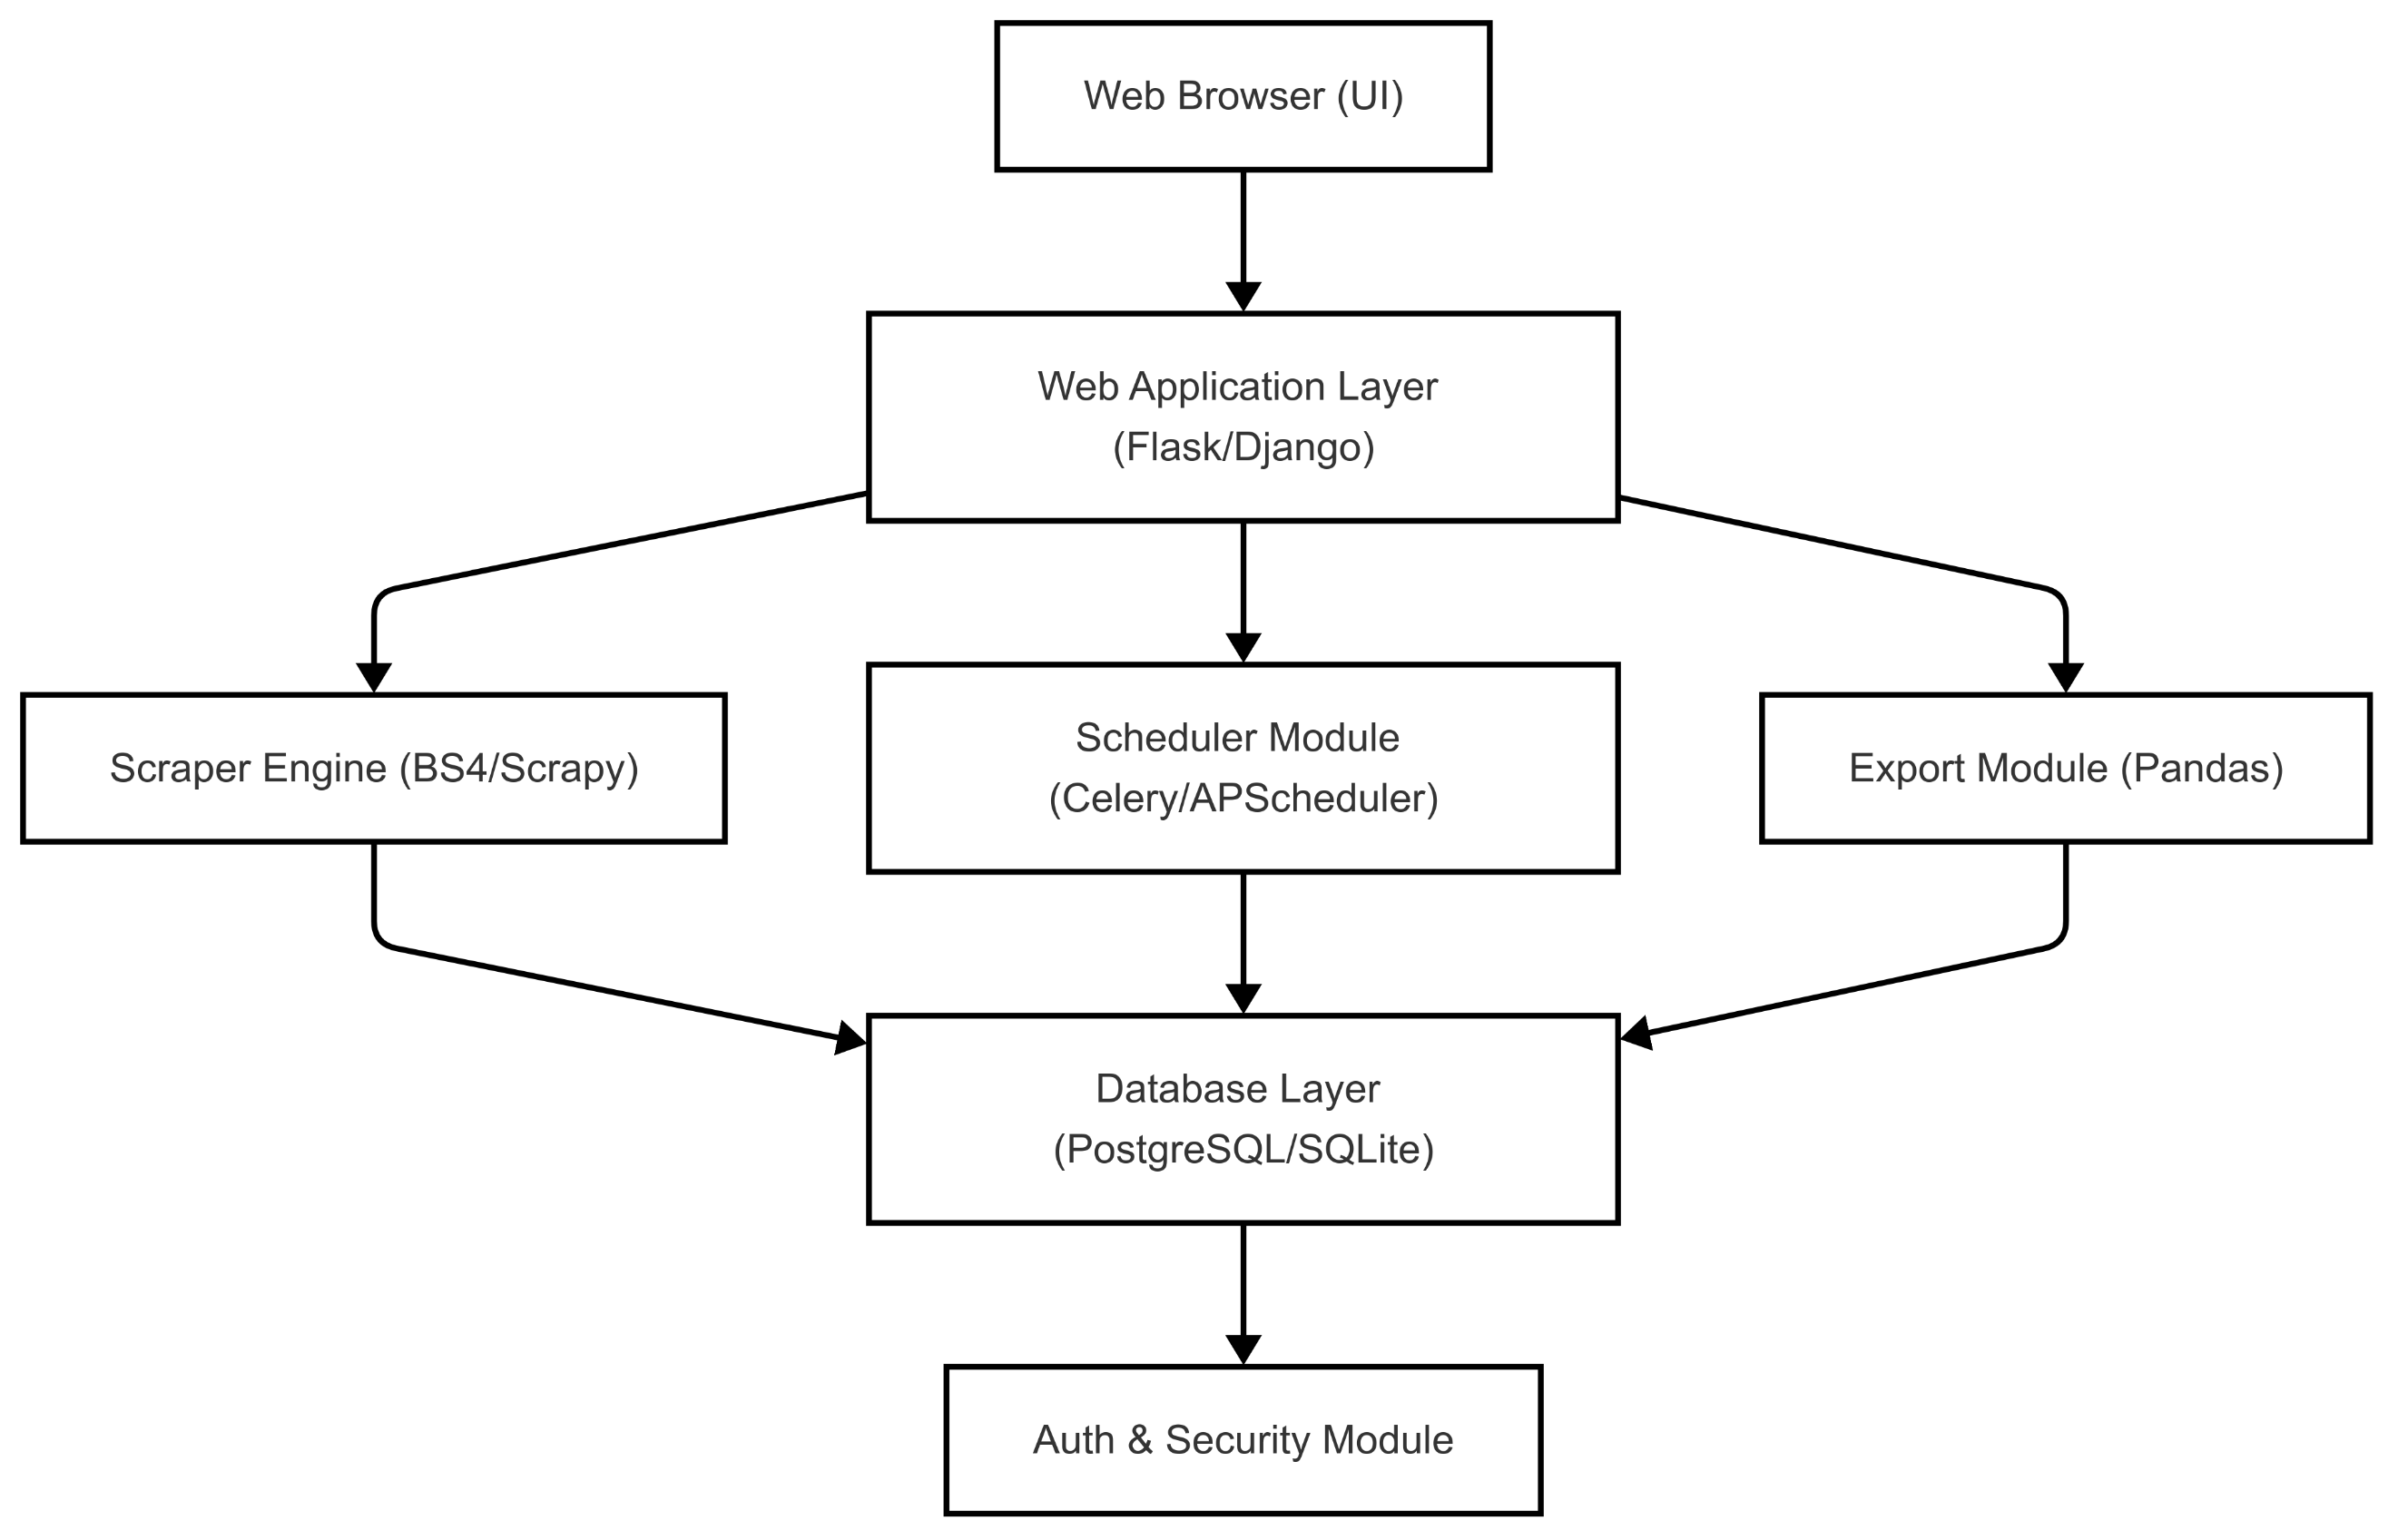 Web Browser (UI)
Web Application Layer
(Flask/Django)
Scraper Engine (BS4/Scrapy)
Scheduler Module
(Celery/APScheduler)
Export Module (Pandas)
Database Layer
(PostgreSQL/SQLite)
Auth & Security Module